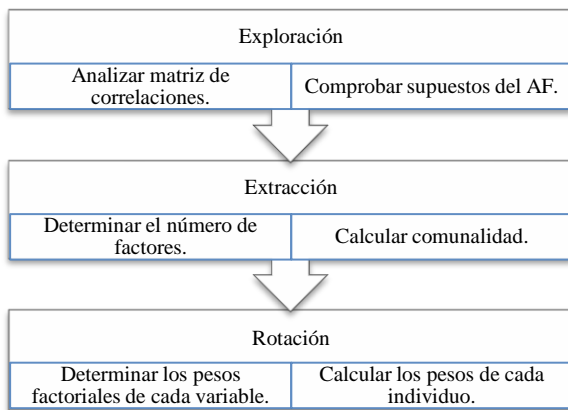 Exploración
Analizar matriz de
correlaciones.
Comprobar supuestos del AF.
Extracción
Determinar el número de
factores.
Calcular comunalidad.
Rotación
Determinar los pesos
factoriales de cada variable.
Calcular los pesos de cada
individuo.